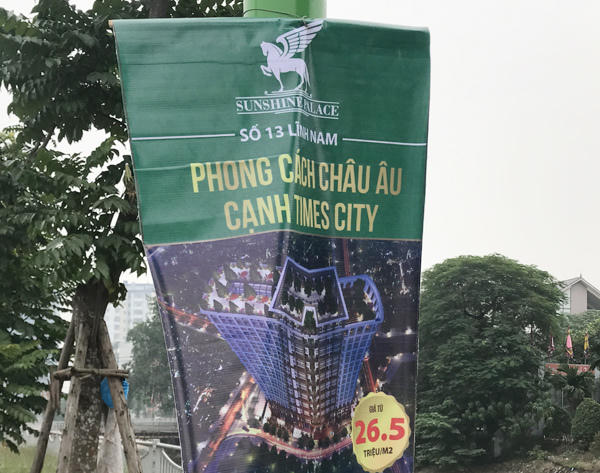 SUNSHINE PALACE
SỐ 13 LĨNH NAM
PHONG CÁCH CHÂU ÂU
CẠNH TIMES CITY
GIÁ TỪ
26.5
TRIỆU/M2